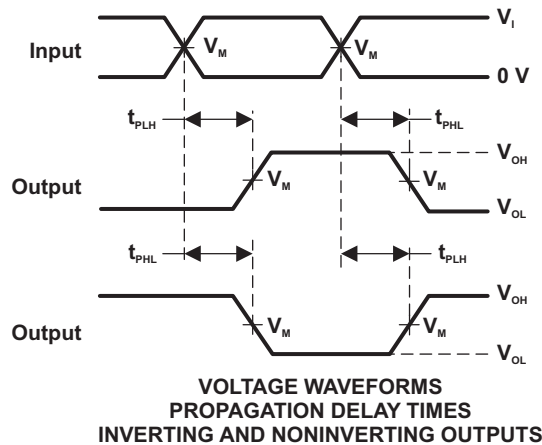 V_I
Input
V_M
V_M
0 V
t_PLH
t_PHL
V_OH
Output
V_M
V_M
V_OL
t_PHL
t_PLH
V_OH
Output
V_M
V_M
V_OL
VOLTAGE WAVEFORMS
PROPAGATION DELAY TIMES
INVERTING AND NONINVERTING OUTPUTS